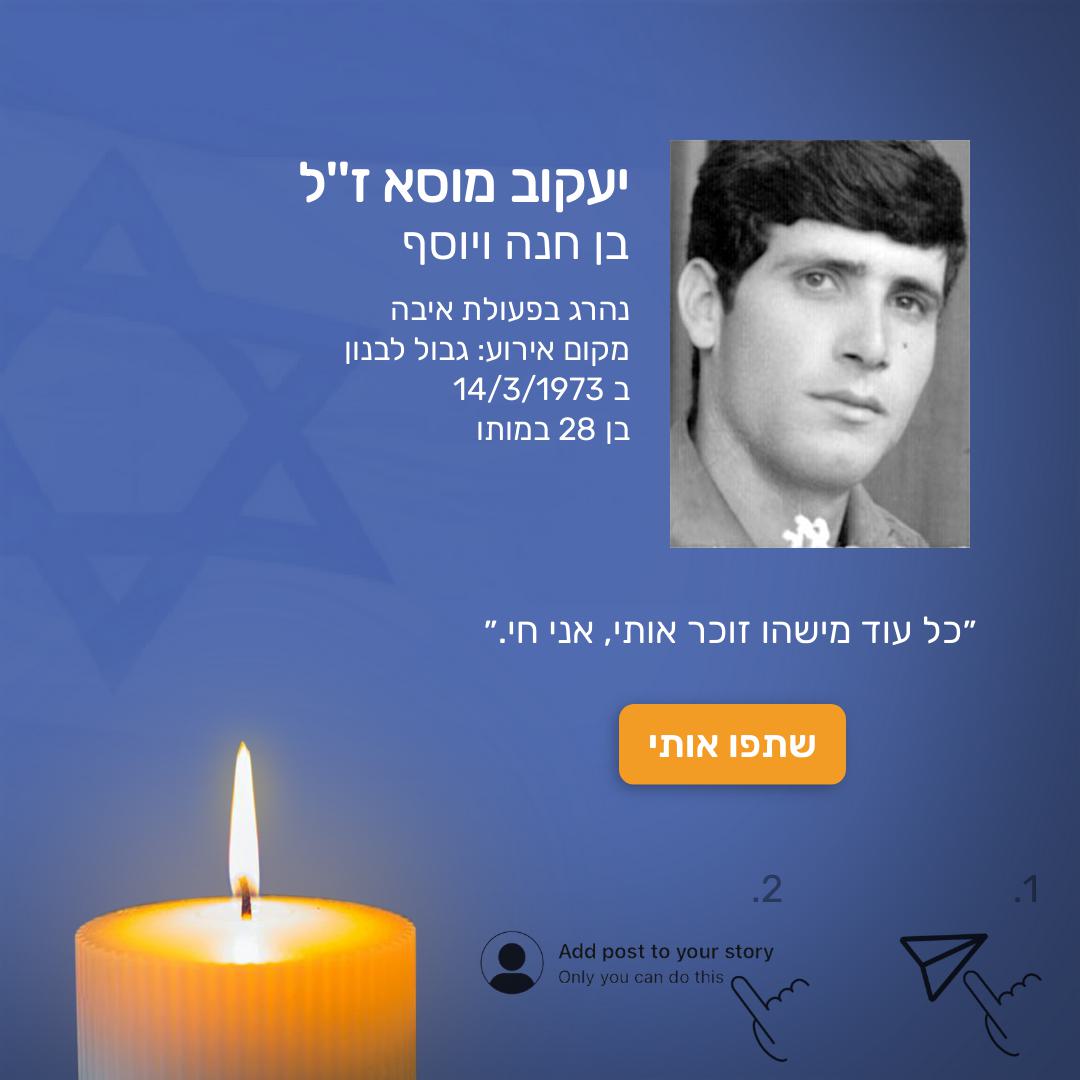 יעקוב מוסא ז"ל
בן חנה ויוסף
נהרג בפעולת איבה
מקום אירוע: גבול לבנון
ב 14/3/1973
בן 28 במותו
"כל עוד מישהו זוכר אותי, אני חי."
שתפו אותי
.1
.2
Add post to your story
Only you can do this